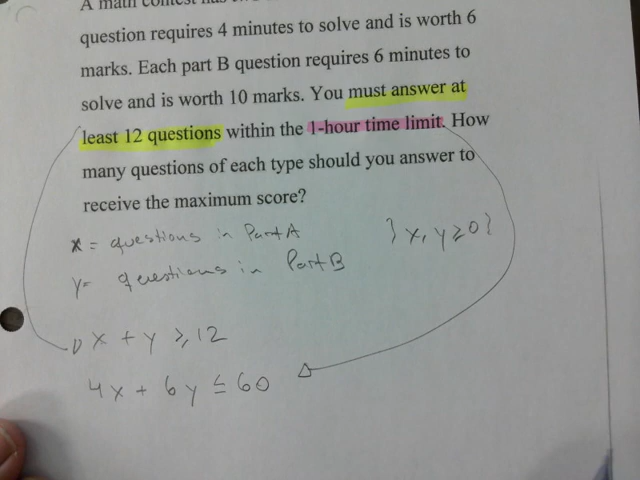 A math contest has
question requires 4 minutes to solve and is worth 6
marks. Each part B question requires 6 minutes to
solve and is worth 10 marks. You must answer at
least 12 questions within the 1-hour time limit. How
many questions of each type should you answer to
receive the maximum score?
x = questions in Part A
} x, y ≥ 0 }
y = questions in Part B
x + y ≥ 12
4x + 6y ≤ 60